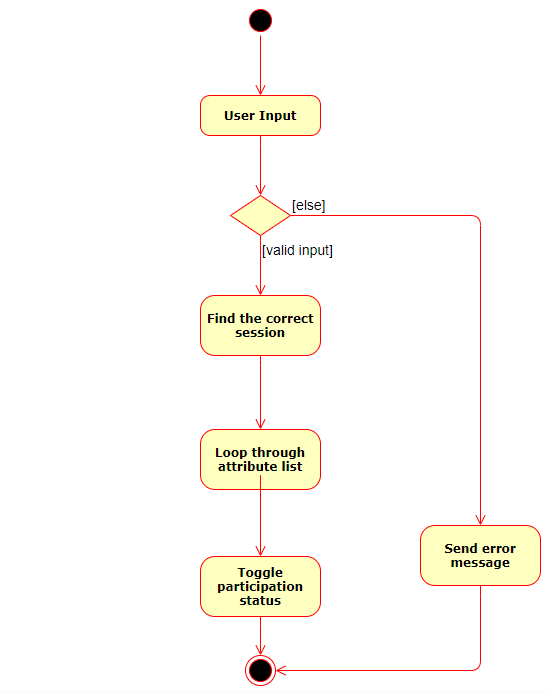 User Input
[else]
[valid input]
Find the correct
session
Loop through
attribute list
Send error
message
Toggle
participation
status